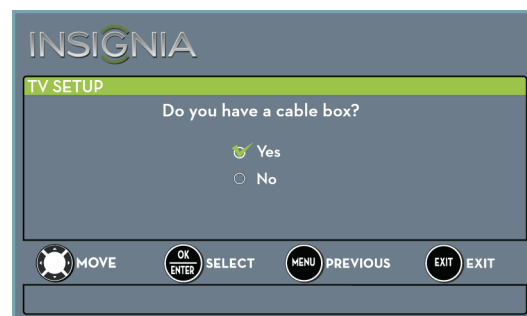 INSIGNIA
TV SETUP
Do you have a cable box?
Yes
No
MOVE OK ENTER SELECT MENU PREVIOUS EXIT EXIT